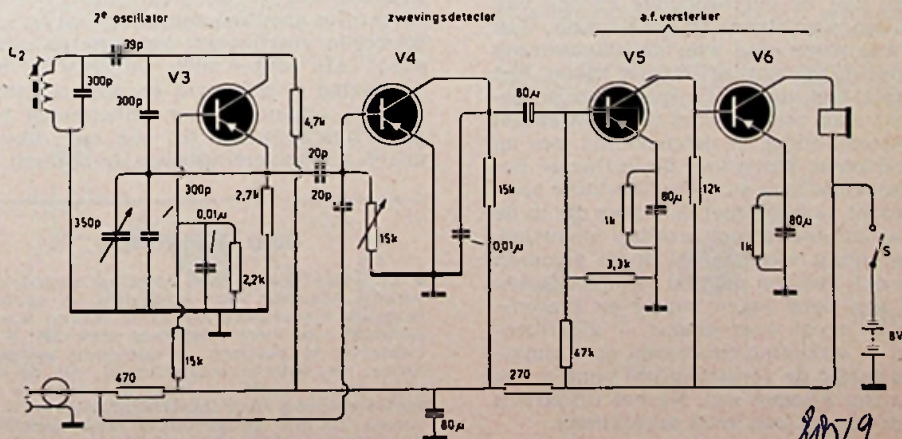 2e oscillator
zwevingsdetector
a.f. versterker
L2
39p
V3
V4
V5
V6
300p
300p
4,7k
80μ
20p
20p
300p
2,7k
350p
0,01μ
2,2k
15k
15k
0,01μ
1k
80μ
12k
1k
80μ
3,3k
S
15k
47k
8V
470
270
80μ